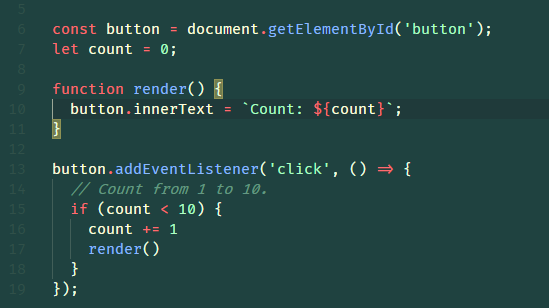 5
6 const button = document.getElementById('button');
7 let count = 0;
8
9 function render() {
10 button.innerText = `Count: ${count}`;
11 }
12
13 button.addEventListener('click', () => {
14 // Count from 1 to 10.
15 if (count < 10) {
16 count += 1
17 render()
18 }
19 });